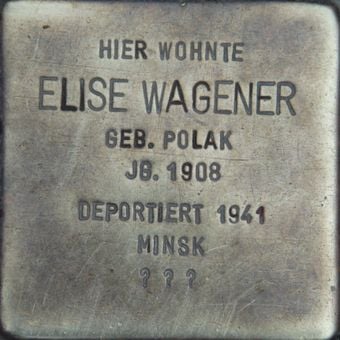 HIER WOHNTE
ELISE WAGENER
GEB. POLAK
JG. 1908
DEPORTIERT 1941
MINSK
? ? ?